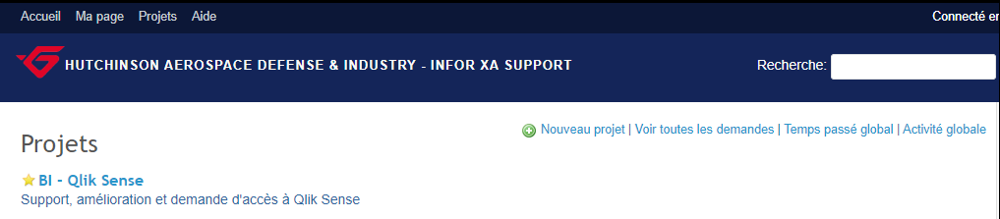 Accueil Ma page Projets Aide Connecté en
HUTCHINSON AEROSPACE DEFENSE & INDUSTRY - INFOR XA SUPPORT
Recherche:
Nouveau projet | Voir toutes les demandes | Temps passé global | Activité globale
Projets
BI - Qlik Sense
Support, amélioration et demande d'accès à Qlik Sense